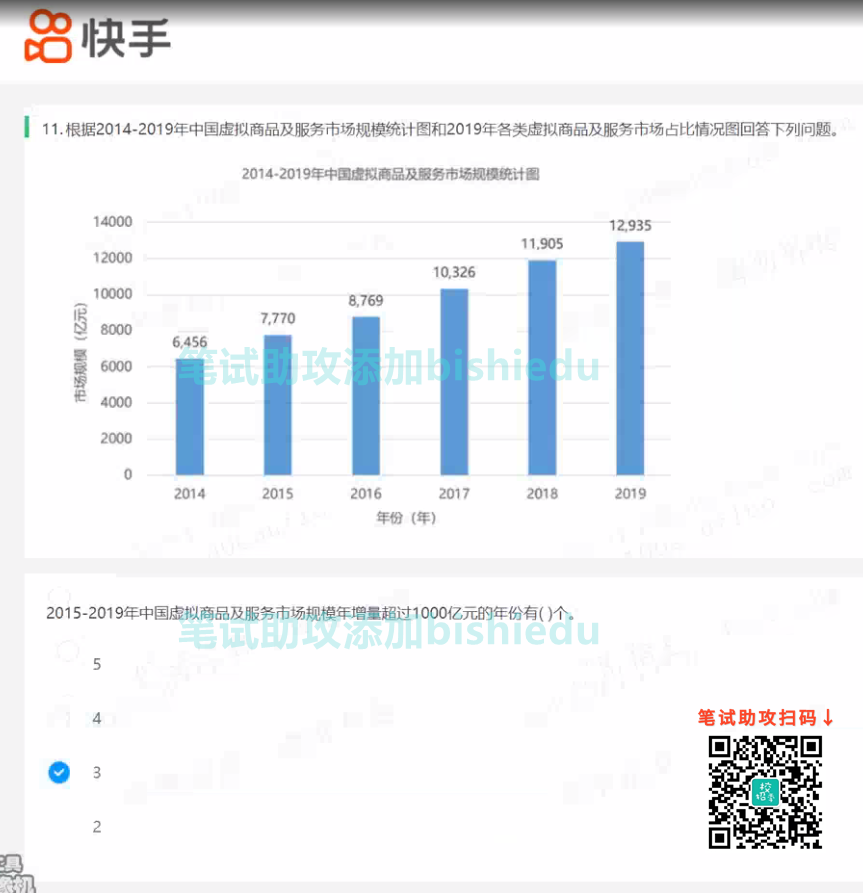 快手
11.根据2014-2019年中国虚拟商品及服务市场规模统计图和2019年各类虚拟商品及服务市场占比情况图回答下列问题。
2014-2019年中国虚拟商品及服务市场规模统计图
14000
12000
10000
8000
6000
4000
2000
0
市场规模（亿元）
6,456
7,770
8,769
10,326
11,905
12,935
2014 2015 2016 2017 2018 2019
年份（年）
笔试助攻添加bishiedu
2015-2019年中国虚拟商品及服务市场规模年增量超过1000亿元的年份有( )个。
笔试助攻添加bishiedu
5
4
3
2
笔试助攻扫码↓